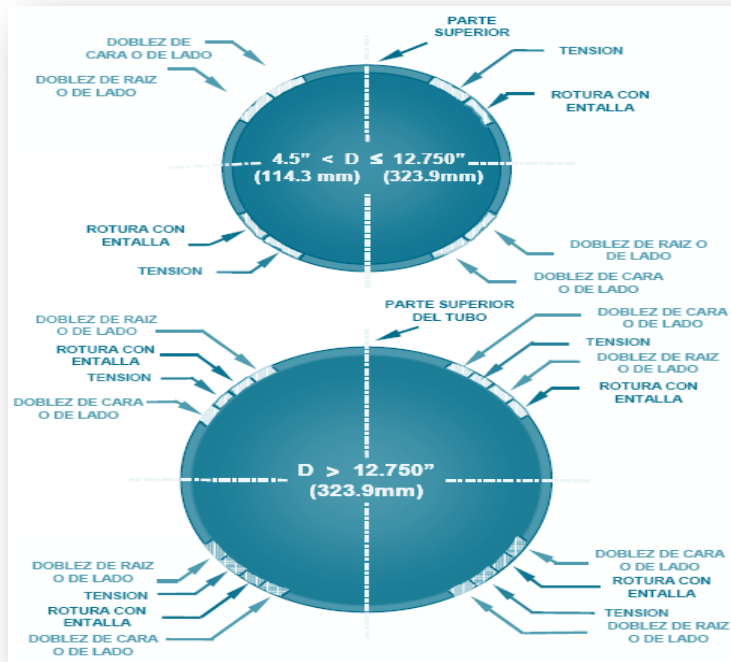 PARTE
SUPERIOR
DOBLEZ DE
CARA O DE LADO
TENSION
DOBLEZ DE RAIZ
O DE LADO
ROTURA CON
ENTALLA
4.5” < D ≤ 12.750”
(114.3 mm) (323.9mm)
ROTURA CON
ENTALLA
TENSION
DOBLEZ DE RAIZ O
DE LADO
DOBLEZ DE CARA
O DE LADO
PARTE SUPERIOR
DEL TUBO
DOBLEZ DE RAIZ
O DE LADO
ROTURA CON
ENTALLA
TENSION
DOBLEZ DE CARA
O DE LADO
DOBLEZ DE CARA
O DE LADO
TENSION
DOBLEZ DE RAIZ
O DE LADO
ROTURA CON
ENTALLA
D > 12.750”
(323.9mm)
DOBLEZ DE RAIZ
O DE LADO
TENSION
ROTURA CON
ENTALLA
DOBLEZ DE CARA
O DE LADO
DOBLEZ DE CARA
O DE LADO
ROTURA CON
ENTALLA
TENSION
DOBLEZ DE RAIZ
O DE LADO